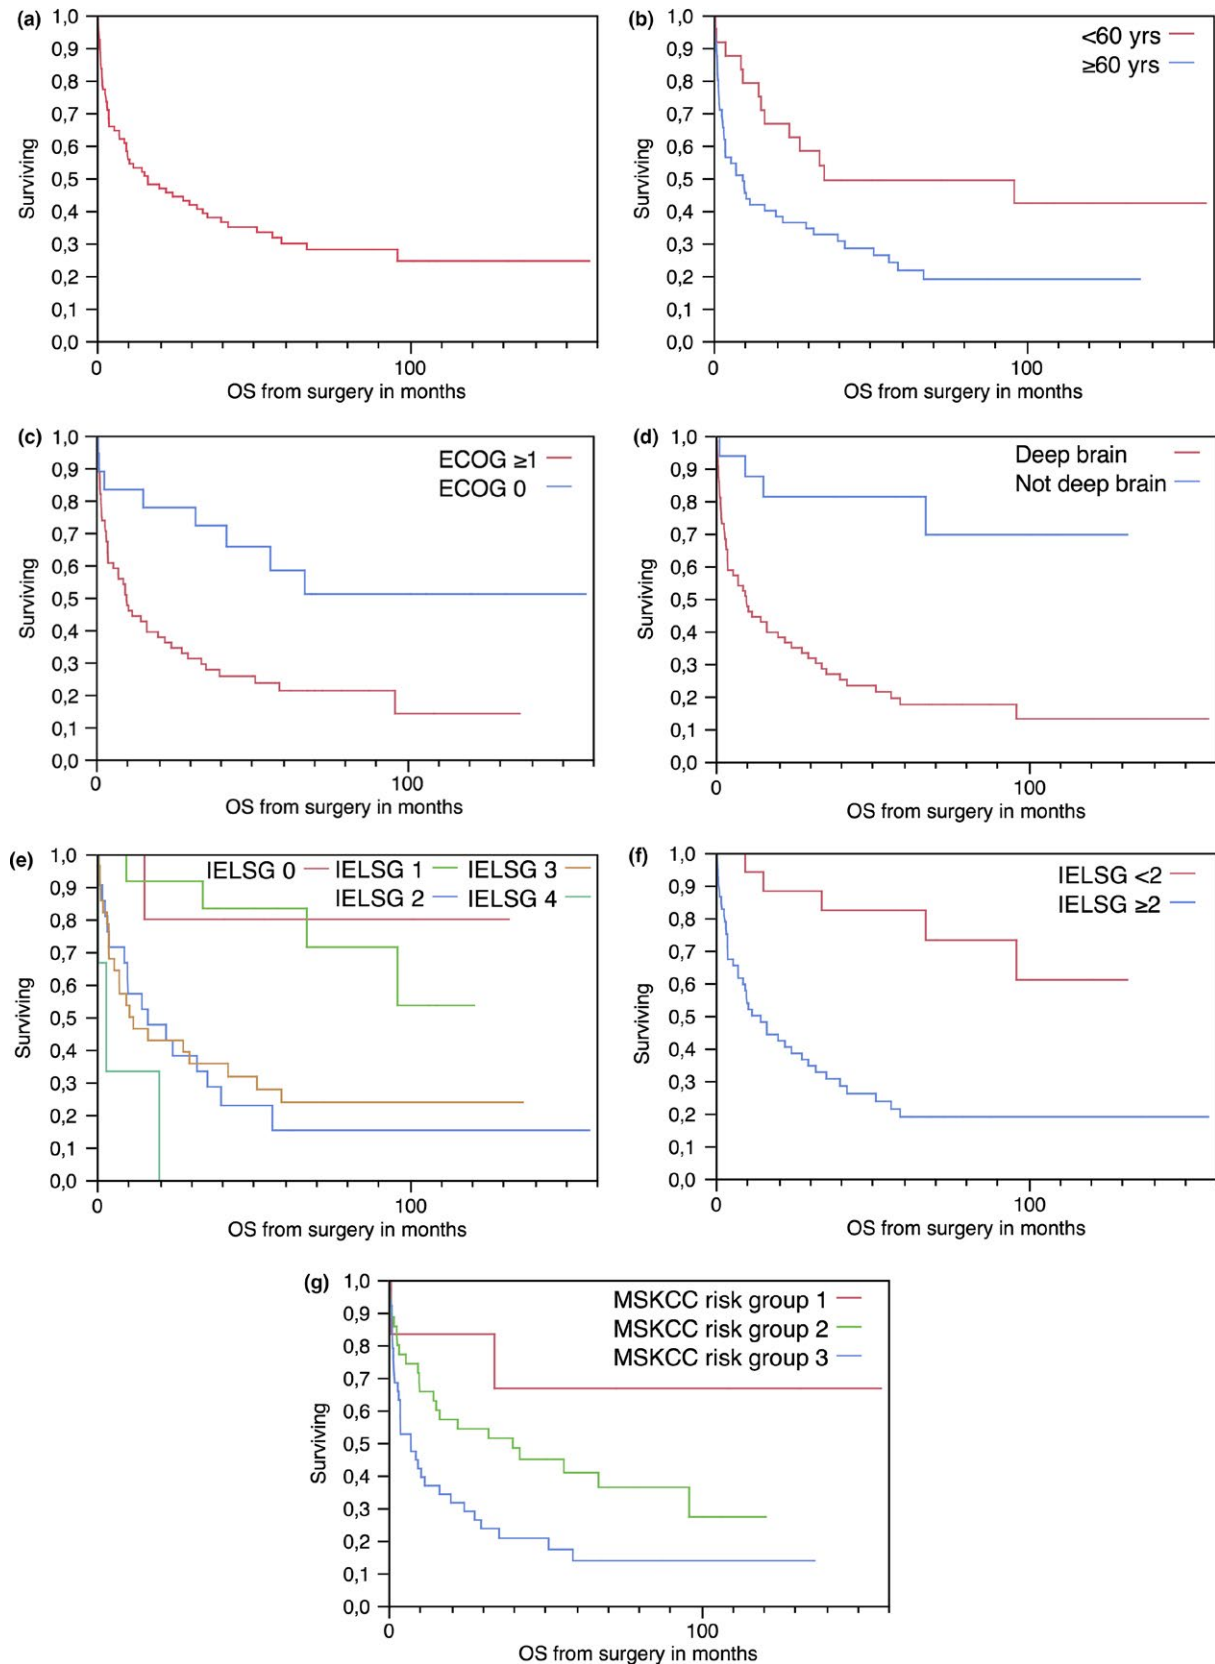 (a)
1,0
0,9
0,8
0,7
0,6
0,5
0,4
0,3
0,2
0,1
0,0
Surviving
0 100
OS from surgery in months
(b)
1,0
0,9
0,8
0,7
0,6
0,5
0,4
0,3
0,2
0,1
0,0
Surviving
<60 yrs
≥60 yrs
0 100
OS from surgery in months
(c)
1,0
0,9
0,8
0,7
0,6
0,5
0,4
0,3
0,2
0,1
0,0
Surviving
ECOG ≥1
ECOG 0
0 100
OS from surgery in months
(d)
1,0
0,9
0,8
0,7
0,6
0,5
0,4
0,3
0,2
0,1
0,0
Surviving
Deep brain
Not deep brain
0 100
OS from surgery in months
(e)
1,0
0,9
0,8
0,7
0,6
0,5
0,4
0,3
0,2
0,1
0,0
Surviving
IELSG 0 IELSG 1 IELSG 3
IELSG 2 IELSG 4
0 100
OS from surgery in months
(f)
1,0
0,9
0,8
0,7
0,6
0,5
0,4
0,3
0,2
0,1
0,0
Surviving
IELSG <2
IELSG ≥2
0 100
OS from surgery in months
(g)
1,0
0,9
0,8
0,7
0,6
0,5
0,4
0,3
0,2
0,1
0,0
Surviving
MSKCC risk group 1
MSKCC risk group 2
MSKCC risk group 3
0 100
OS from surgery in months